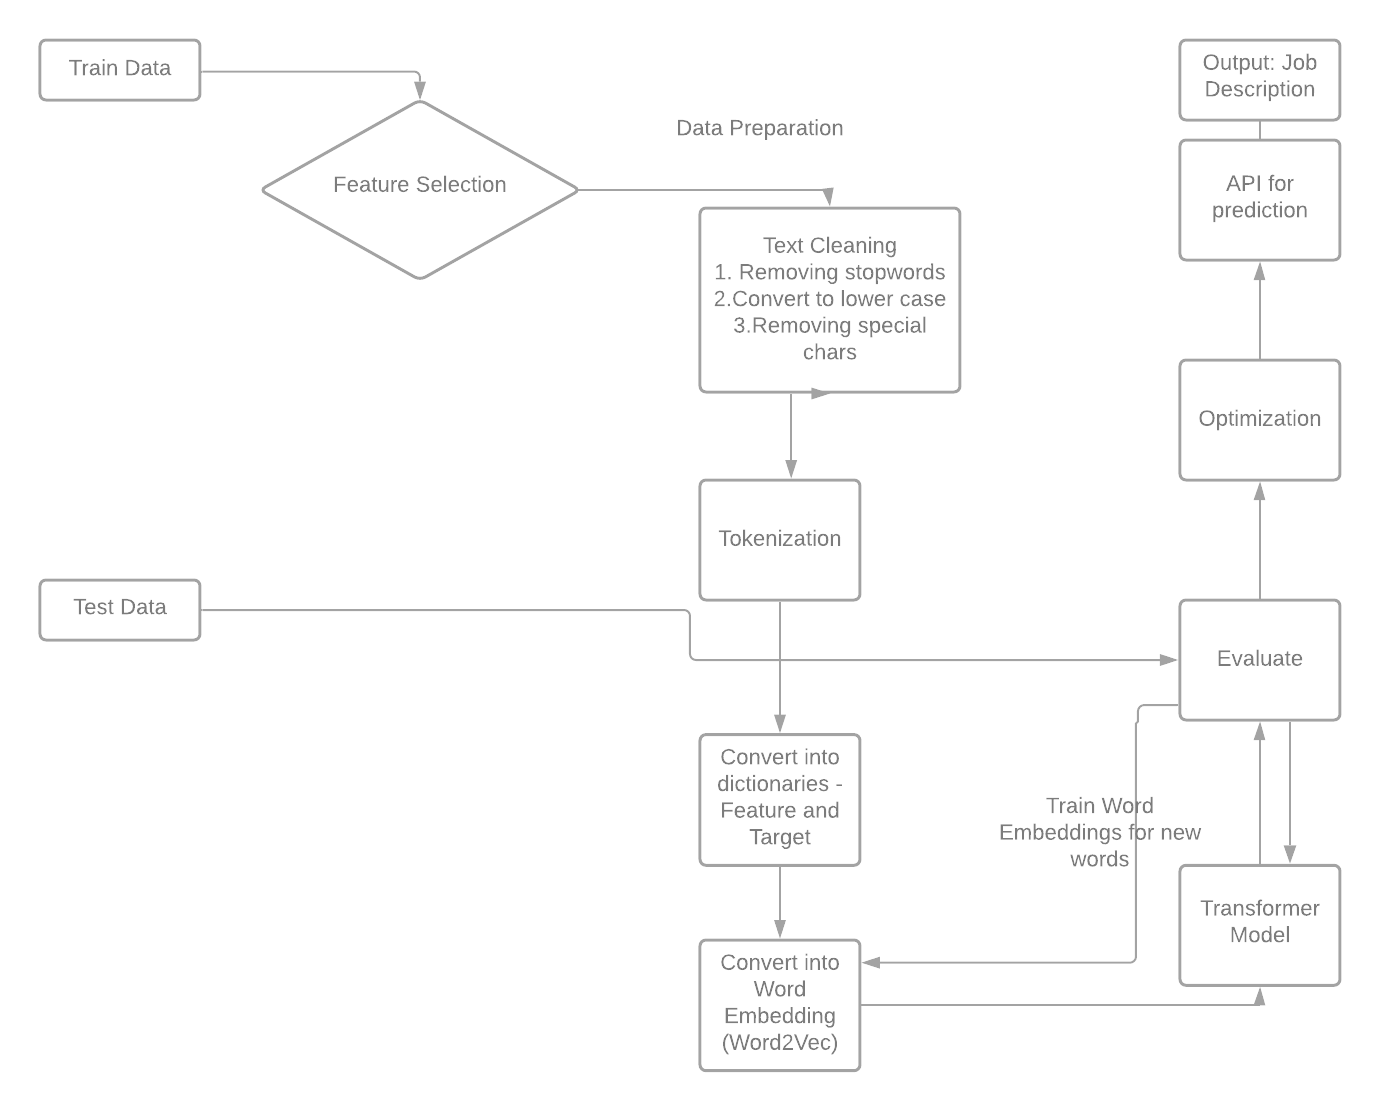 Train Data
Feature Selection
Data Preparation
Text Cleaning
1. Removing stopwords
2.Convert to lower case
3.Removing special
chars
Tokenization
Test Data
Convert into
dictionaries -
Feature and
Target
Convert into
Word
Embedding
(Word2Vec)
Train Word
Embeddings for new
words
Transformer
Model
Evaluate
Optimization
API for
prediction
Output: Job
Description